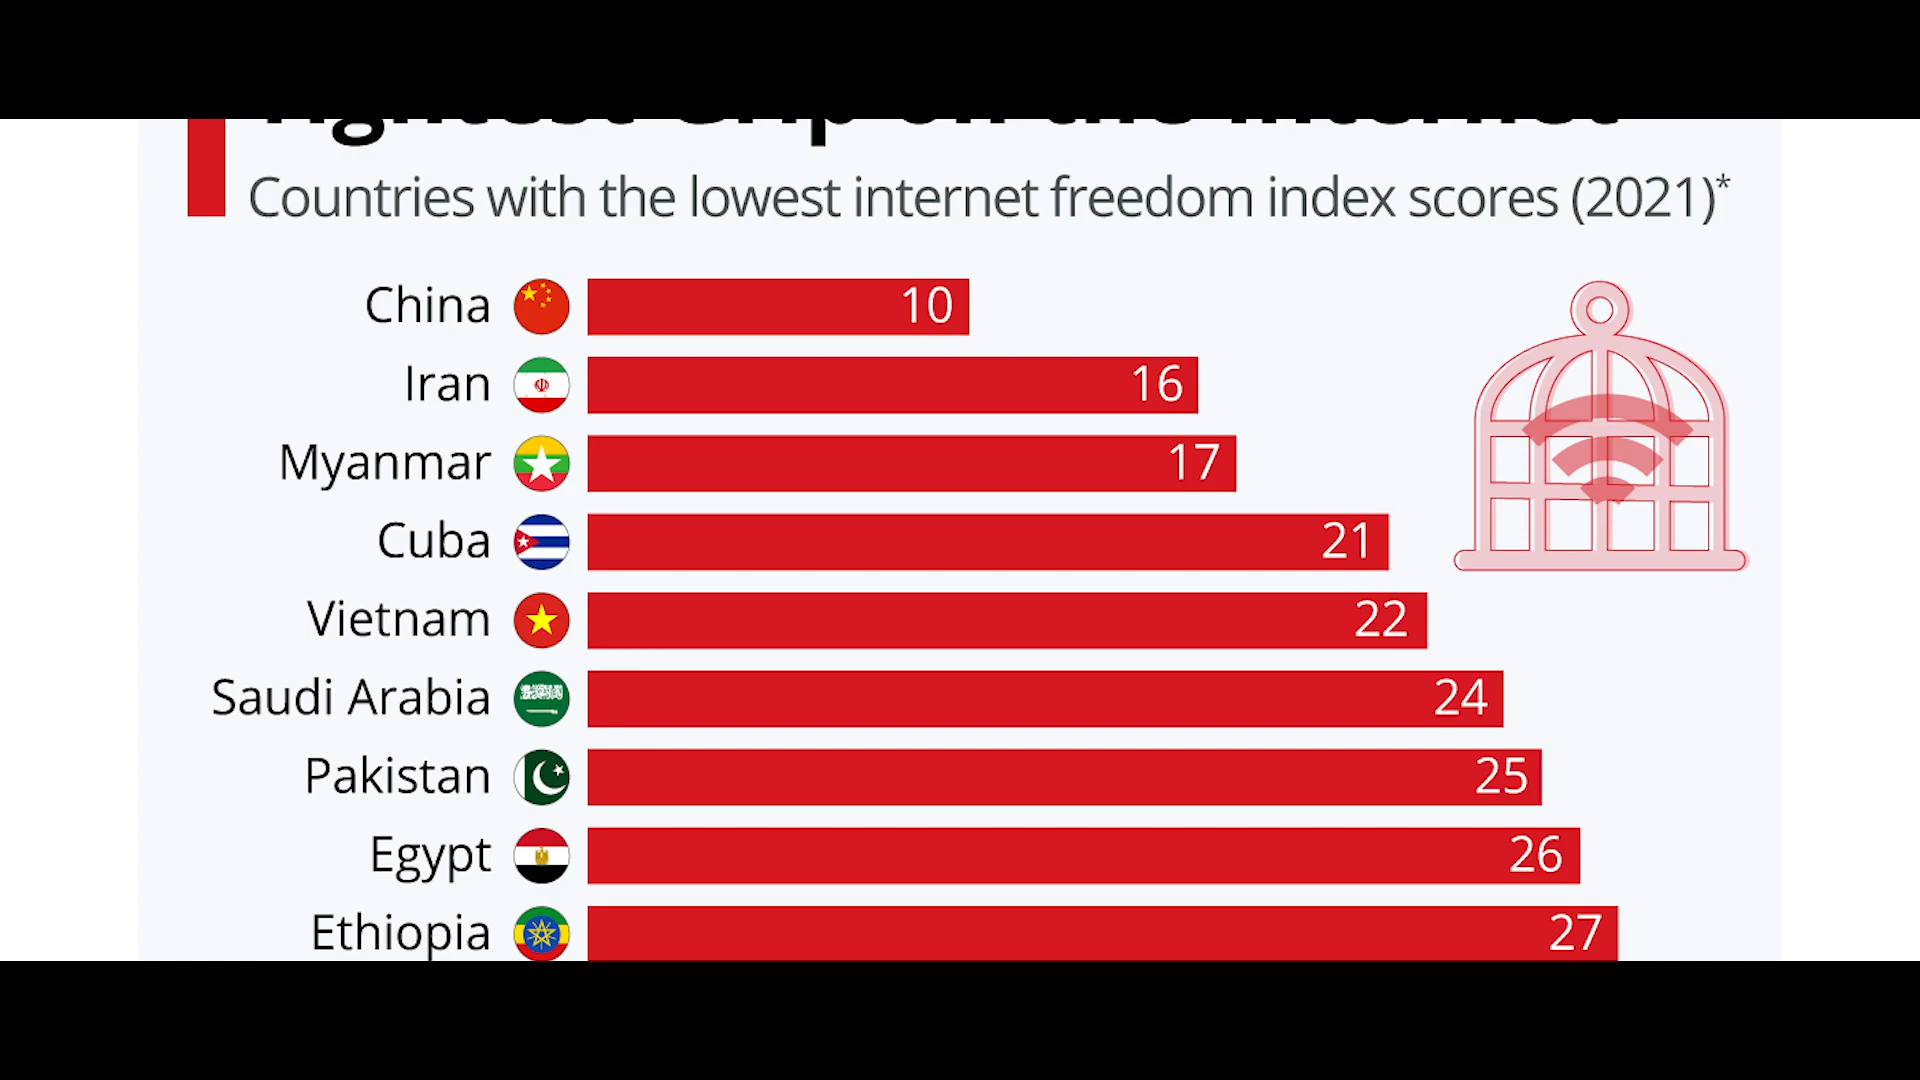 Countries with the lowest internet freedom index scores (2021)*
China 10
Iran 16
Myanmar 17
Cuba 21
Vietnam 22
Saudi Arabia 24
Pakistan 25
Egypt 26
Ethiopia 27